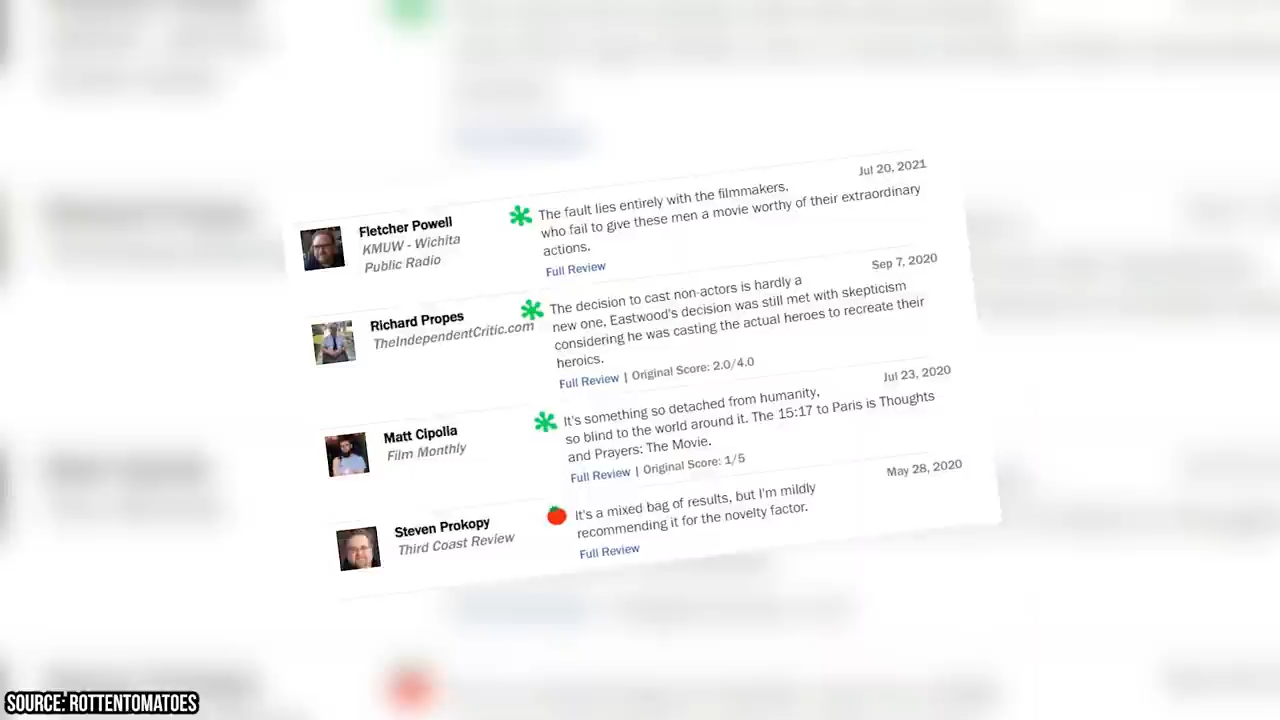 Jul 20, 2021
Fletcher Powell
KMUW - Wichita
Public Radio
The fault lies entirely with the filmmakers,
who fail to give these men a movie worthy of their extraordinary
actions.
Full Review
Sep 7, 2020
Richard Propes
TheIndependentCritic.com
The decision to cast non-actors is hardly a
new one, Eastwood's decision was still met with skepticism
considering he was casting the actual heroes to recreate their
heroics.
Full Review | Original Score: 2.0/4.0
Jul 23, 2020
Matt Cipolla
Film Monthly
It's something so detached from humanity,
so blind to the world around it. The 15:17 to Paris is Thoughts
and Prayers: The Movie.
Full Review | Original Score: 1/5
May 28, 2020
Steven Prokopy
Third Coast Review
It's a mixed bag of results, but I'm mildly
recommending it for the novelty factor.
Full Review
SOURCE: ROTTENTOMATOES